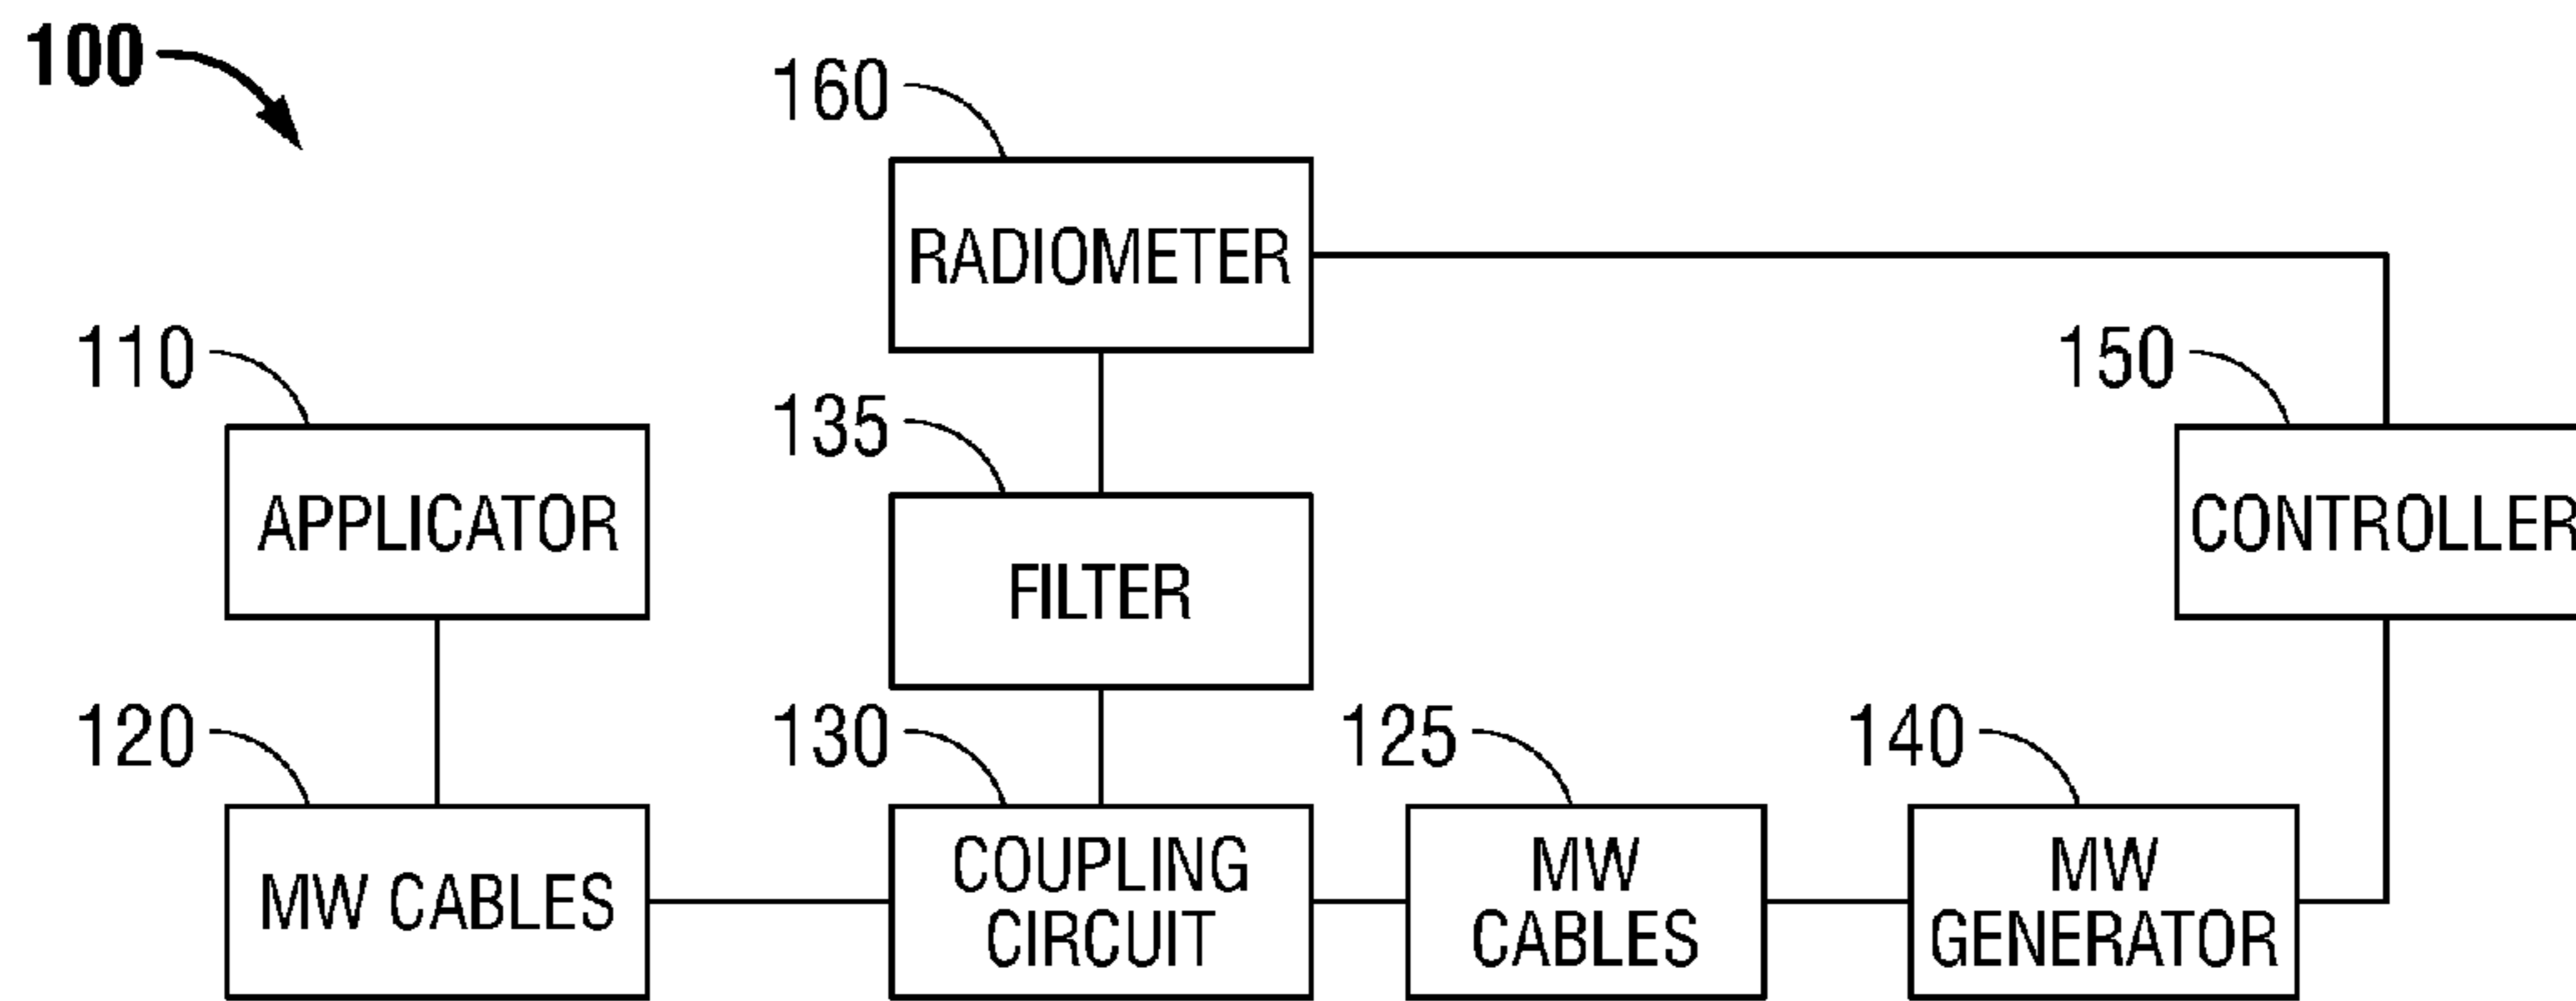 100
160
RADIOMETER
110
150
135
APPLICATOR
CONTROLLER
FILTER
120
130
125
140
MW CABLES
COUPLING
CIRCUIT
MW
CABLES
MW
GENERATOR